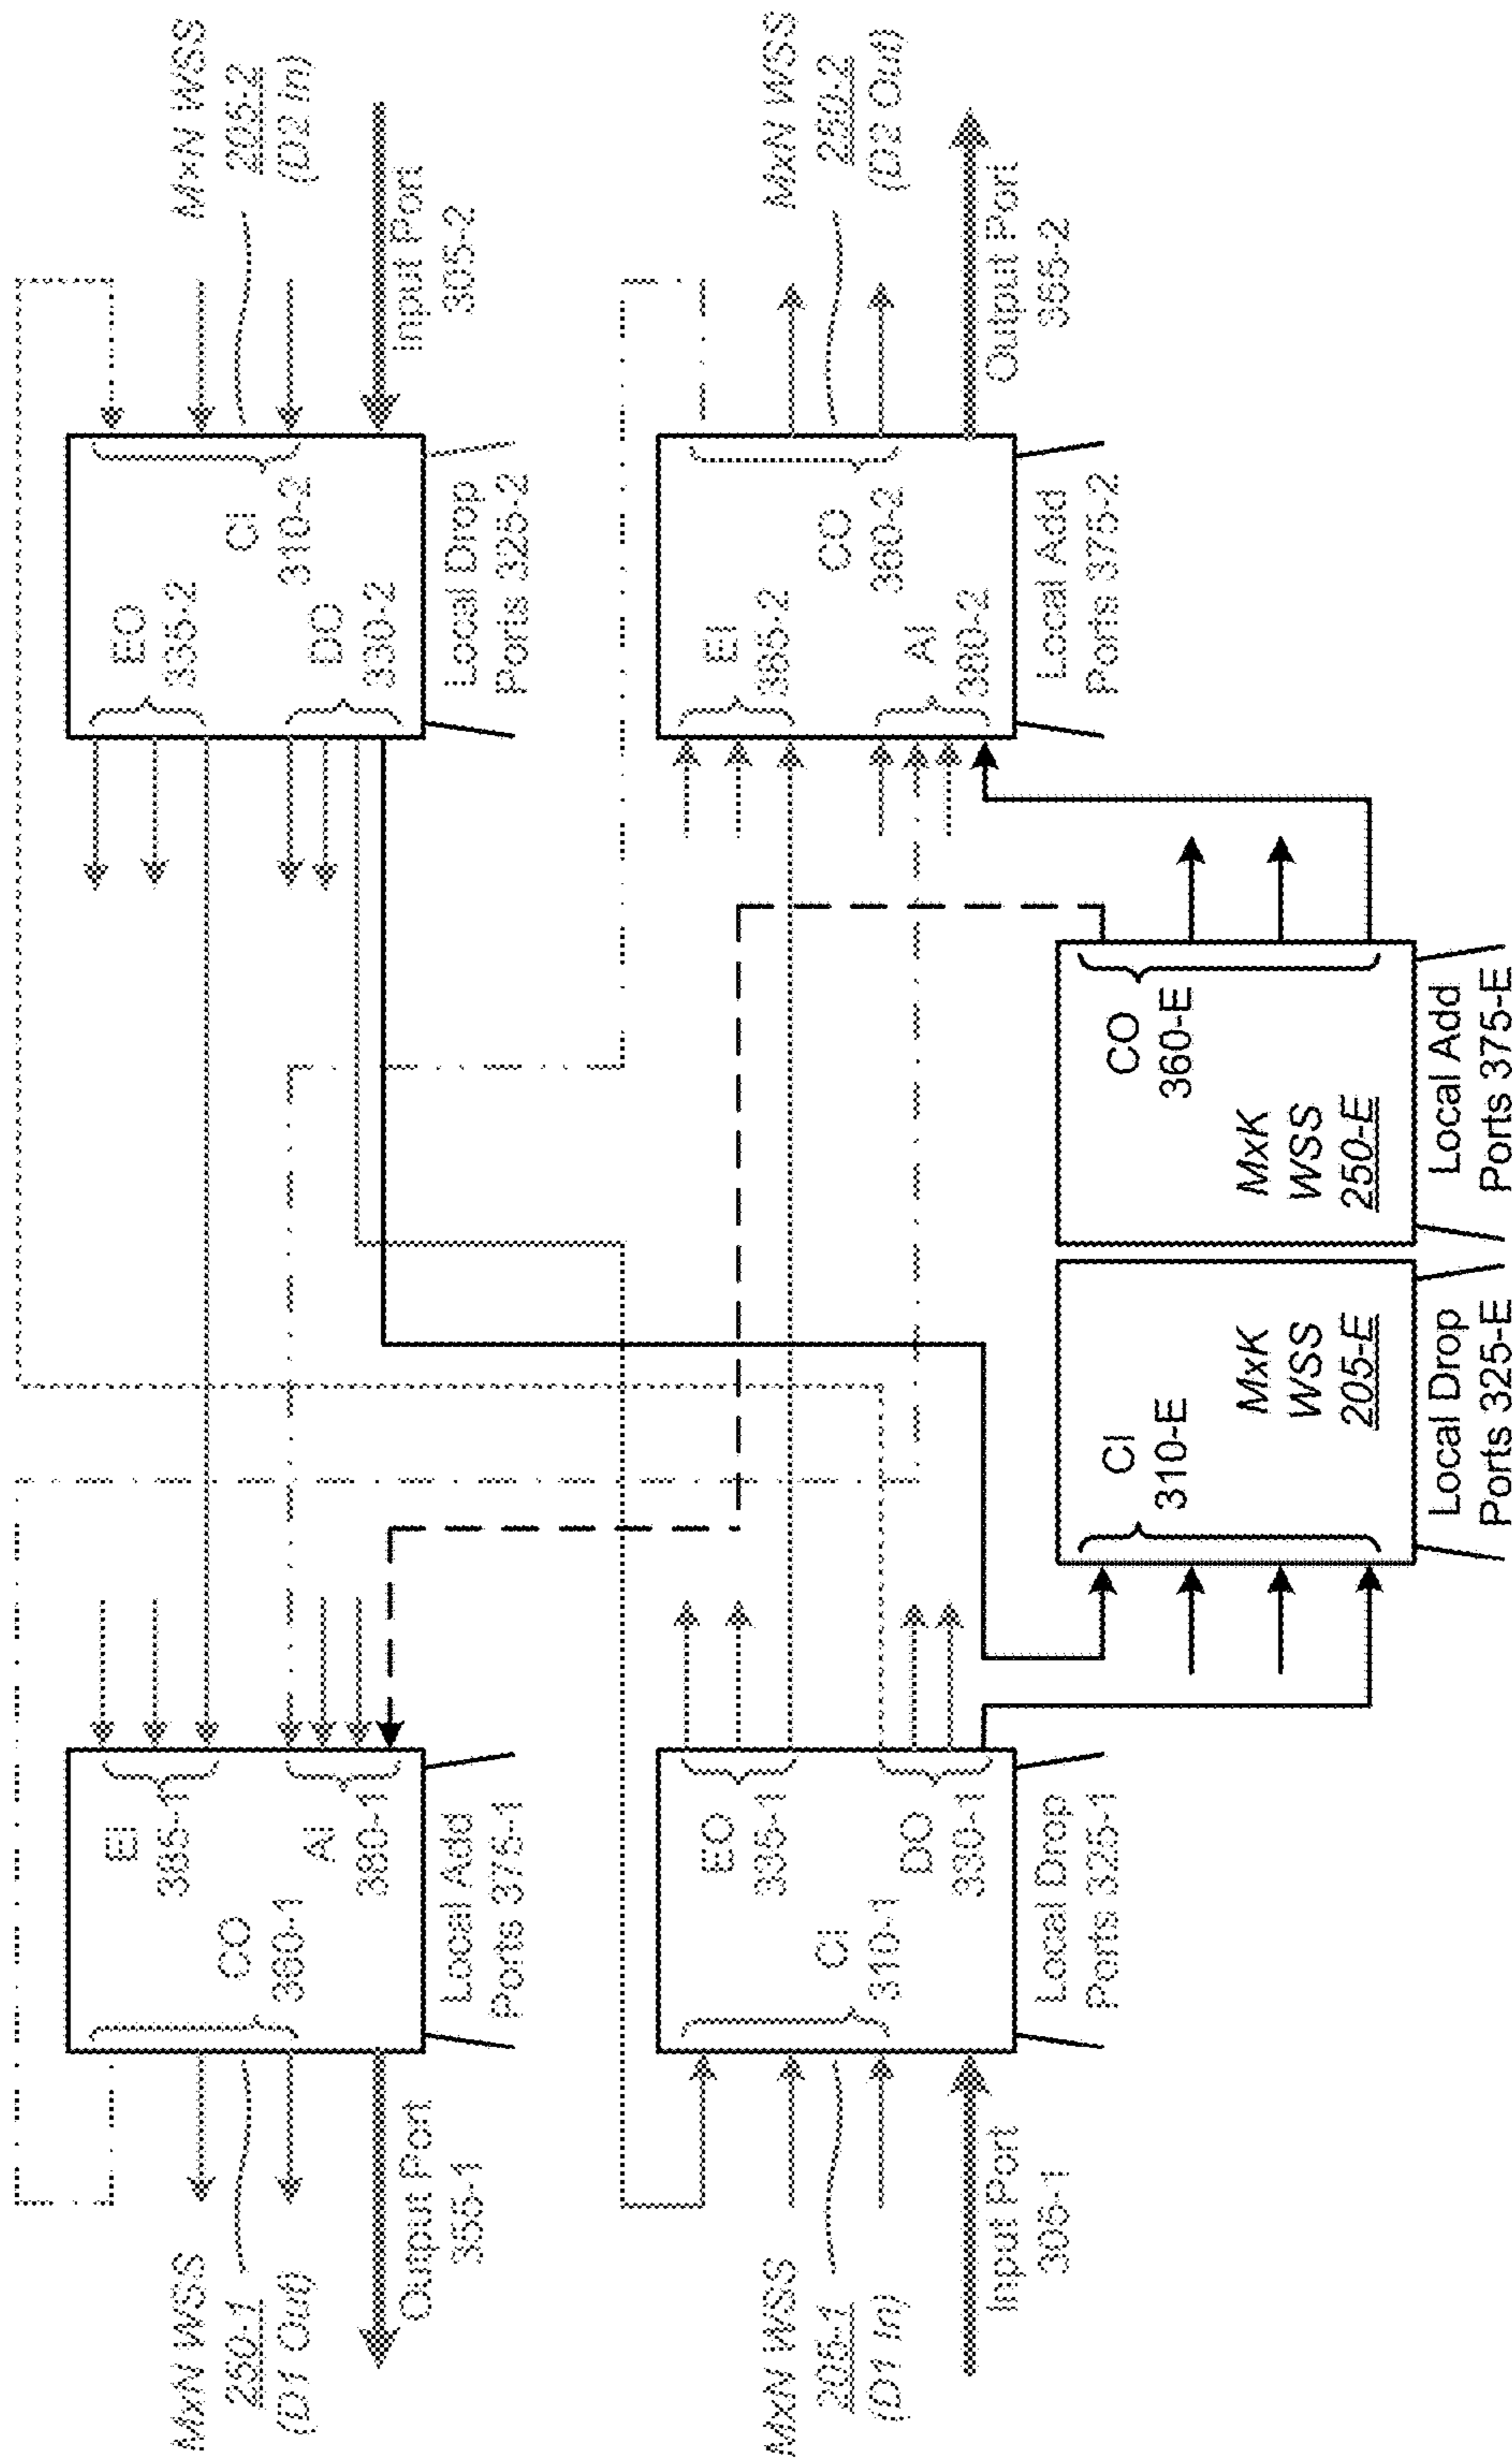 MxN WSS
250-1
(D1 Out)
Output Port
355-1
CO
360-1
EI
385-1
AI
380-1
Local Add
Ports 375-1
EO
335-2
CI
310-2
DO
330-2
Local Drop
Ports 325-2
MxN WSS
205-2
(D2 In)
Input Port
305-2
MxN WSS
205-1
(D1 In)
Input Port
305-1
CI
310-1
EO
335-1
DO
330-1
Local Drop
Ports 325-1
EI
385-2
CO
360-2
AI
380-2
Local Add
Ports 375-2
MxN WSS
250-2
(D2 Out)
Output Port
355-2
CI
310-E
MxK
WSS
205-E
Local Drop
Ports 325-E
CO
360-E
MxK
WSS
250-E
Local Add
Ports 375-E